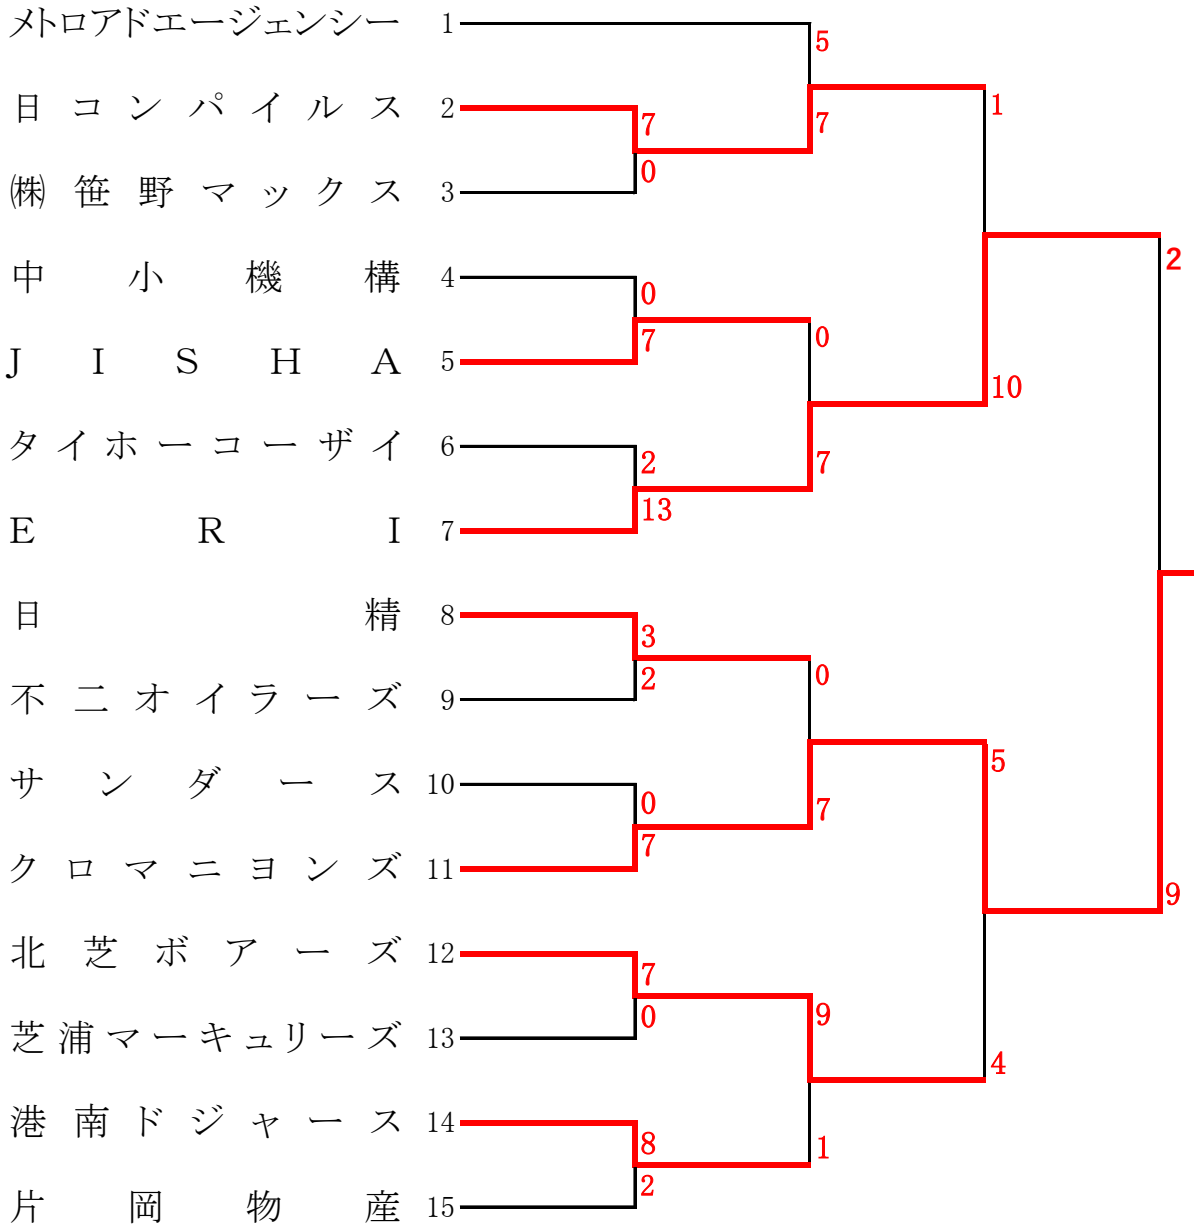 メトロアドエージェンシー 1
5
日コンパイルス 2
7
7
1
0
㈱笹野マックス 3
中小機構 4
0
2
JISHA 5
7
0
10
タイホーコーザイ 6
2
7
13
ERI 7
日精 8
3
2
0
不二オイラーズ 9
サンダース 10
0
7
5
クロマニヨンズ 11
7
9
北芝ボアーズ 12
7
0
9
芝浦マーキュリーズ 13
4
港南ドジャース 14
8
1
2
片岡物産 15